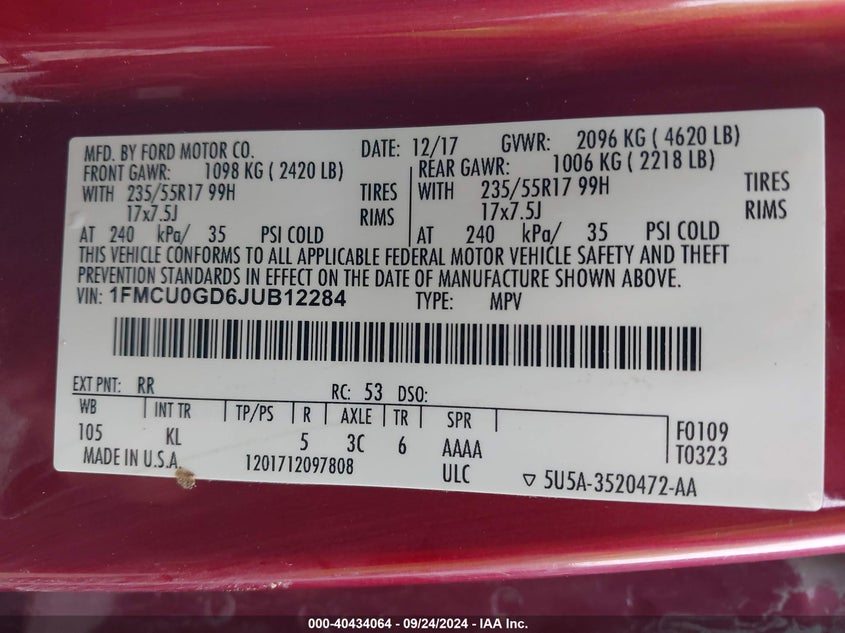 MFD. BY FORD MOTOR CO. DATE: 12/17 GVWR: 2096 KG ( 4620 LB)
FRONT GAWR: 1098 KG ( 2420 LB) REAR GAWR: 1006 KG ( 2218 LB)
WITH 235/55R17 99H TIRES WITH 235/55R17 99H TIRES
17x7.5J RIMS 17x7.5J RIMS
AT 240 kPa/ 35 PSI COLD AT 240 kPa/ 35 PSI COLD
THIS VEHICLE CONFORMS TO ALL APPLICABLE FEDERAL MOTOR VEHICLE SAFETY AND THEFT
PREVENTION STANDARDS IN EFFECT ON THE DATE OF MANUFACTURE SHOWN ABOVE.
VIN: 1FMCU0GD6JUB12284 TYPE: MPV
EXT PNT: RR RC: 53 DSO:
WB INT TR TP/PS R AXLE TR SPR
105 KL 5 3C 6 AAAA
F0109
T0323
MADE IN U.S.A. 1201712097808 ULC
5U5A-3520472-AA
000-40434064 - 09/24/2024 - IAA Inc.